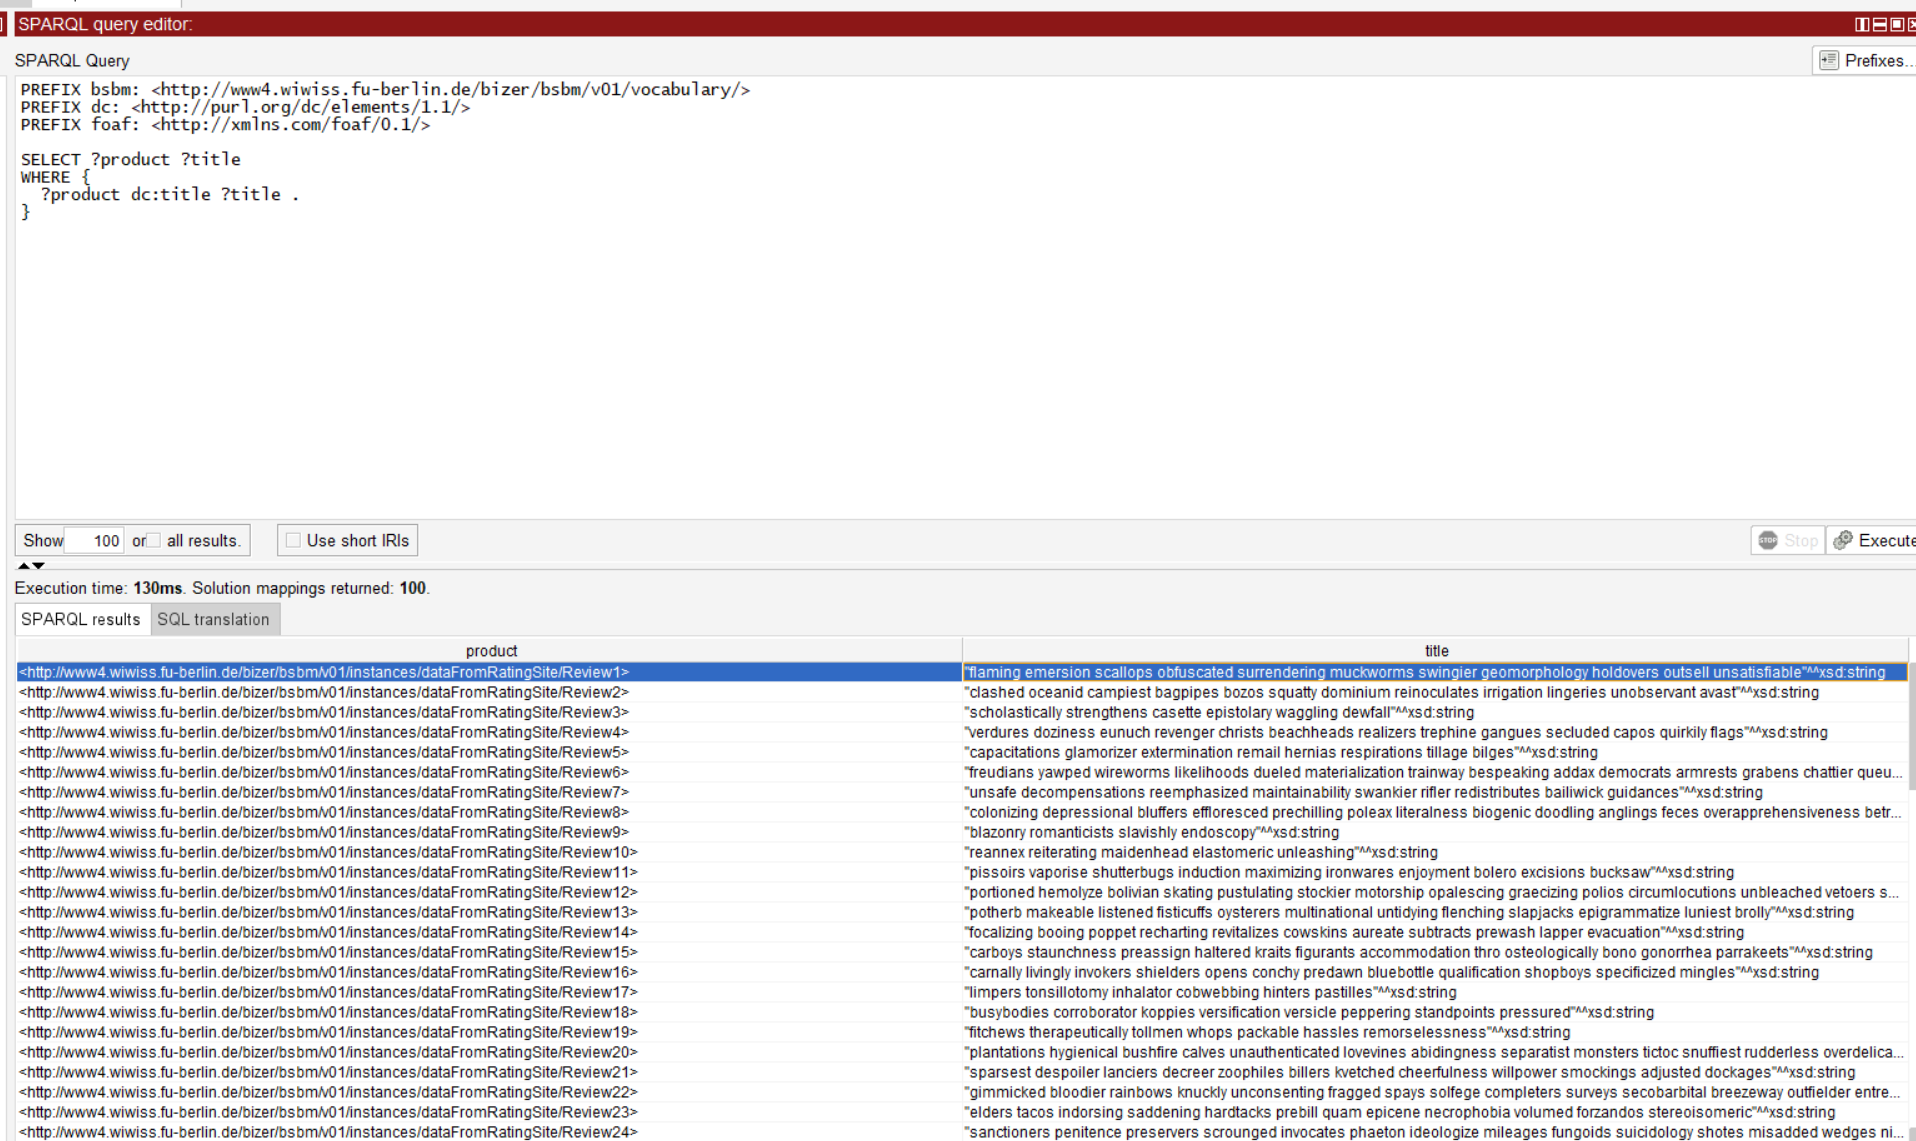 SPARQL query editor:
SPARQL Query
Prefixes...
PREFIX bsbm: <http://www4.wiwiss.fu-berlin.de/bizer/bsbm/v01/vocabulary/>
PREFIX dc: <http://purl.org/dc/elements/1.1/>
PREFIX foaf: <http://xmlns.com/foaf/0.1/>
SELECT ?product ?title
WHERE {
?product dc:title ?title .
}
Show 100 or all results. Use short IRIs Stop Execute
Execution time: 130ms. Solution mappings returned: 100.
SPARQL results SQL translation
product title
<http://www4.wiwiss.fu-berlin.de/bizer/bsbm/v01/instances/dataFromRatingSite/Review1> "flaming emersion scallops obfuscated surrendering muckworms swingier geomorphology holdovers outsell unsatisfiable"^^xsd:string
<http://www4.wiwiss.fu-berlin.de/bizer/bsbm/v01/instances/dataFromRatingSite/Review2> "clashed oceanid campiest bagpipes bozos squatty dominium reinoculates irrigation lingeries unobservant avast"^^xsd:string
<http://www4.wiwiss.fu-berlin.de/bizer/bsbm/v01/instances/dataFromRatingSite/Review3> "scholastically strengthens casette epistolary waggling dewfall"^^xsd:string
<http://www4.wiwiss.fu-berlin.de/bizer/bsbm/v01/instances/dataFromRatingSite/Review4> "verdures doziness eunuch revenger christs beachheads realizers trephine gangues secluded capos quirkily flags"^^xsd:string
<http://www4.wiwiss.fu-berlin.de/bizer/bsbm/v01/instances/dataFromRatingSite/Review5> "capacitations glamorizer extermination remail hernias respirations tillage bilges"^^xsd:string
<http://www4.wiwiss.fu-berlin.de/bizer/bsbm/v01/instances/dataFromRatingSite/Review6> "freudians yawped wireworms likelihoods dueled materialization trainway bespeaking addax democrats armrests grabens chattier queu...
<http://www4.wiwiss.fu-berlin.de/bizer/bsbm/v01/instances/dataFromRatingSite/Review7> "unsafe decompensations reemphasized maintainability swankier rifler redistributes bailiwick guidances"^^xsd:string
<http://www4.wiwiss.fu-berlin.de/bizer/bsbm/v01/instances/dataFromRatingSite/Review8> "colonizing depressional bluffers effloresced prechilling poleax literalness biogenic doodling anglings feces overapprehensiveness betr...
<http://www4.wiwiss.fu-berlin.de/bizer/bsbm/v01/instances/dataFromRatingSite/Review9> "blazonry romanticists slavishly endoscopy"^^xsd:string
<http://www4.wiwiss.fu-berlin.de/bizer/bsbm/v01/instances/dataFromRatingSite/Review10> "reannex reiterating maidenhead elastomeric unleashing"^^xsd:string
<http://www4.wiwiss.fu-berlin.de/bizer/bsbm/v01/instances/dataFromRatingSite/Review11> "pissoirs vaporise shutterbugs induction maximizing ironwares enjoyment bolero excisions bucksaw"^^xsd:string
<http://www4.wiwiss.fu-berlin.de/bizer/bsbm/v01/instances/dataFromRatingSite/Review12> "portioned hemolyze bolivian skating pustulating stockier motorship opalescing graecizing polios circumlocutions unbleached vetoers s...
<http://www4.wiwiss.fu-berlin.de/bizer/bsbm/v01/instances/dataFromRatingSite/Review13> "potherb makeable listened fisticuffs oysterers multinational untidying flenching slapjacks epigrammatize luniest brolly"^^xsd:string
<http://www4.wiwiss.fu-berlin.de/bizer/bsbm/v01/instances/dataFromRatingSite/Review14> "focalizing booing poppet recharting revitalizes cowskins aureate subtracts prewash lapper evacuation"^^xsd:string
<http://www4.wiwiss.fu-berlin.de/bizer/bsbm/v01/instances/dataFromRatingSite/Review15> "carboys staunchness preassign haltered kraits figurants accommodation thro osteologically bono gonorrhea parrakeets"^^xsd:string
<http://www4.wiwiss.fu-berlin.de/bizer/bsbm/v01/instances/dataFromRatingSite/Review16> "carnally livingly invokers shielders opens conchy predawn bluebottle qualification shopboys specificized mingles"^^xsd:string
<http://www4.wiwiss.fu-berlin.de/bizer/bsbm/v01/instances/dataFromRatingSite/Review17> "limpers tonsillotomy inhalator cobwebbing hinters pastilles"^^xsd:string
<http://www4.wiwiss.fu-berlin.de/bizer/bsbm/v01/instances/dataFromRatingSite/Review18> "busybodies corroborator koppies versification versicle peppering standpoints pressured"^^xsd:string
<http://www4.wiwiss.fu-berlin.de/bizer/bsbm/v01/instances/dataFromRatingSite/Review19> "fitchews therapeutically tollmen whops packable hassles remorselessness"^^xsd:string
<http://www4.wiwiss.fu-berlin.de/bizer/bsbm/v01/instances/dataFromRatingSite/Review20> "plantations hygienical bushfire calves unauthenticated lovevines abidingness separatist monsters tictoc snuffiest rudderless overdelica...
<http://www4.wiwiss.fu-berlin.de/bizer/bsbm/v01/instances/dataFromRatingSite/Review21> "sparsest despoiler lanciers decreer zoophiles billers kvetched cheerfulness willpower smockings adjusted dockages"^^xsd:string
<http://www4.wiwiss.fu-berlin.de/bizer/bsbm/v01/instances/dataFromRatingSite/Review22> "gimmicked bloodier rainbows knuckly unconsenting fragged spays solfege completers surveys secobarbital breezeway outfielder entre...
<http://www4.wiwiss.fu-berlin.de/bizer/bsbm/v01/instances/dataFromRatingSite/Review23> "elders tacos indorsing saddening hardtacks prebill quam epicene necrophobia volumed forzandos stereoisomeric"^^xsd:string
<http://www4.wiwiss.fu-berlin.de/bizer/bsbm/v01/instances/dataFromRatingSite/Review24> "sanctioners penitence preservers scrounged invocates phaeton ideologize mileages fungoids suicidology shotes misadded wedges ni...